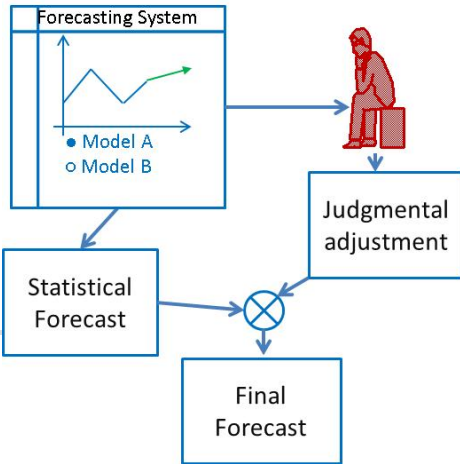 Forecasting System
Model A
Model B
Judgmental
adjustment
Statistical
Forecast
Final
Forecast